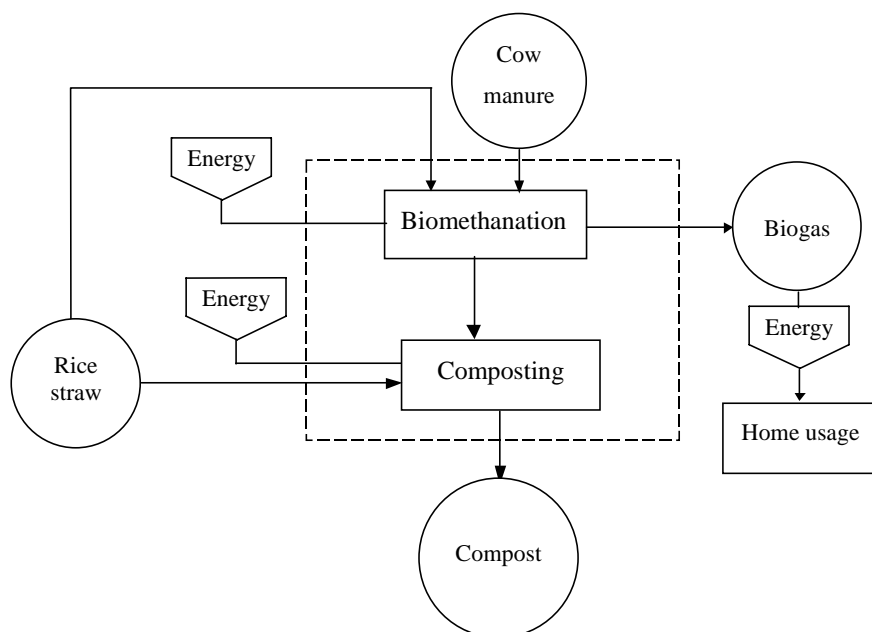 Cow
manure
Energy
Biomethanation
Biogas
Energy
Energy
Rice
straw
Composting
Home usage
Compost